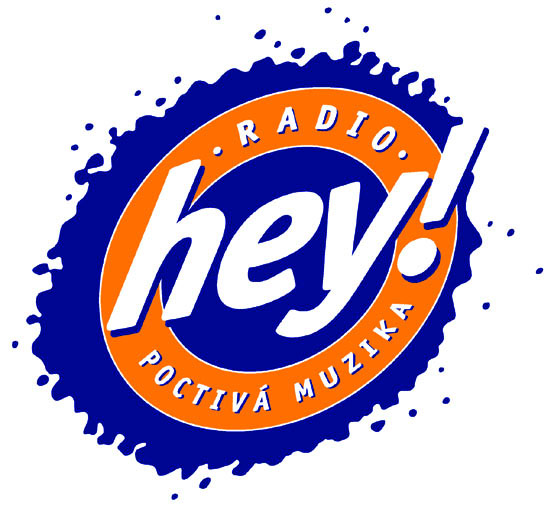 · RADIO ·
hey!
POCTIVÁ MUZIKA